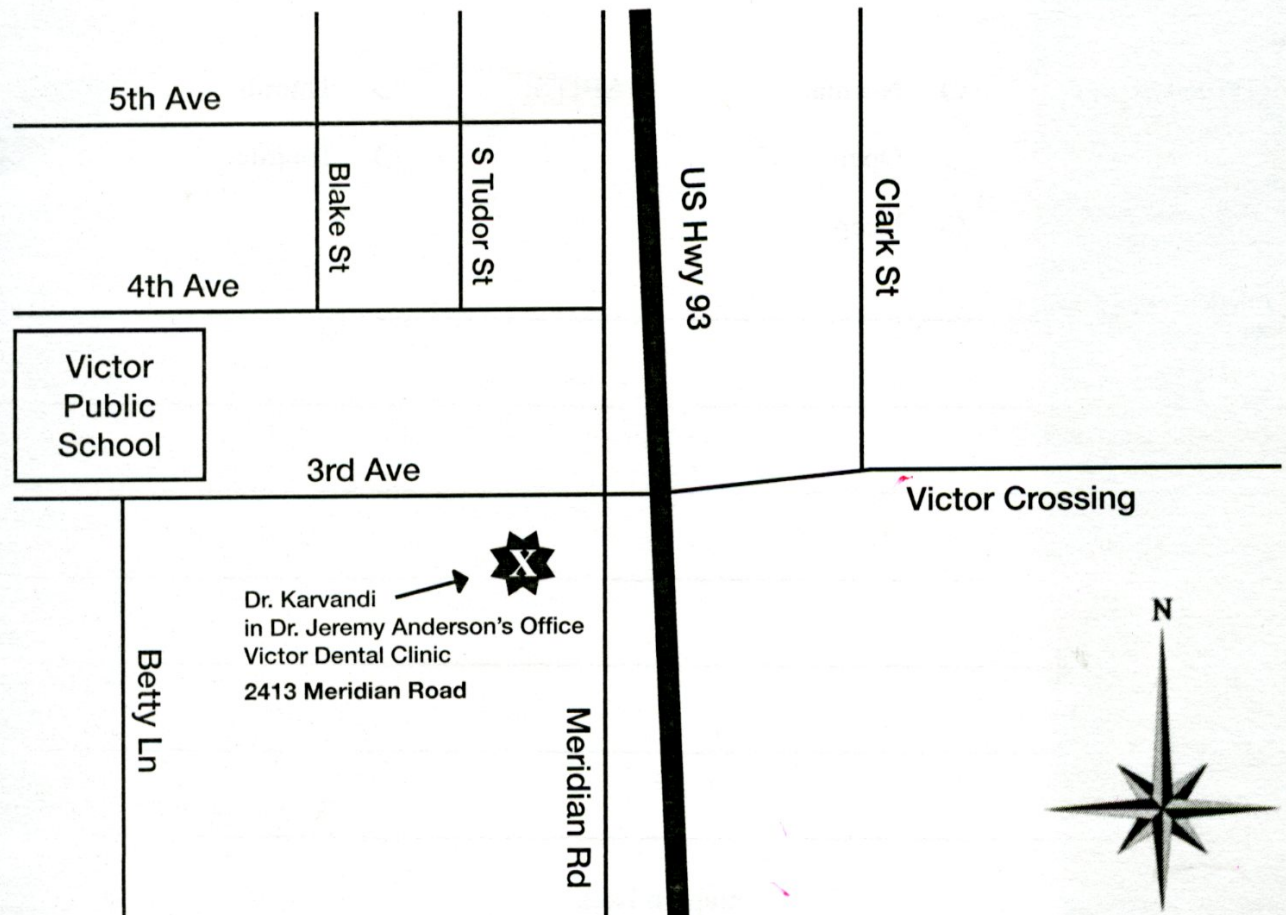 5th Ave
Blake St
S Tudor St
US Hwy 93
Clark St
4th Ave
Victor
Public
School
3rd Ave
Victor Crossing
X
Dr. Karvandi
in Dr. Jeremy Anderson's Office
Victor Dental Clinic
2413 Meridian Road
Betty Ln
Meridian Rd
N